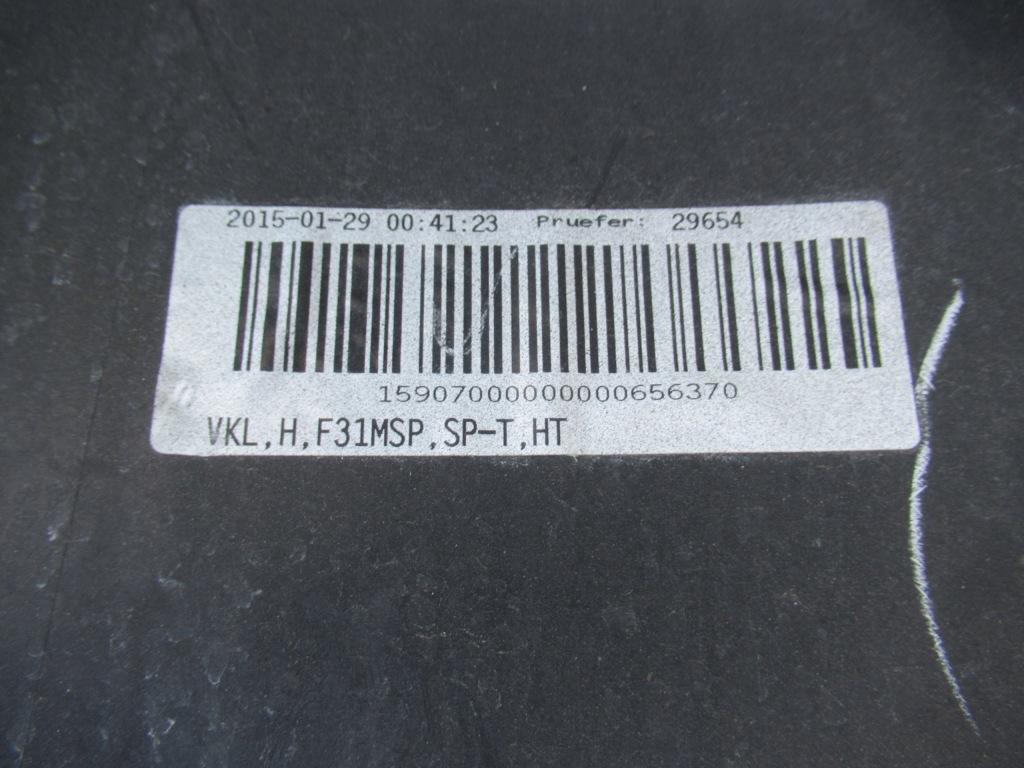 2015-01-29 00:41:23 Pruefer: 29654
15907000000000656370
VKL,H,F31MSP,SP-T,HT